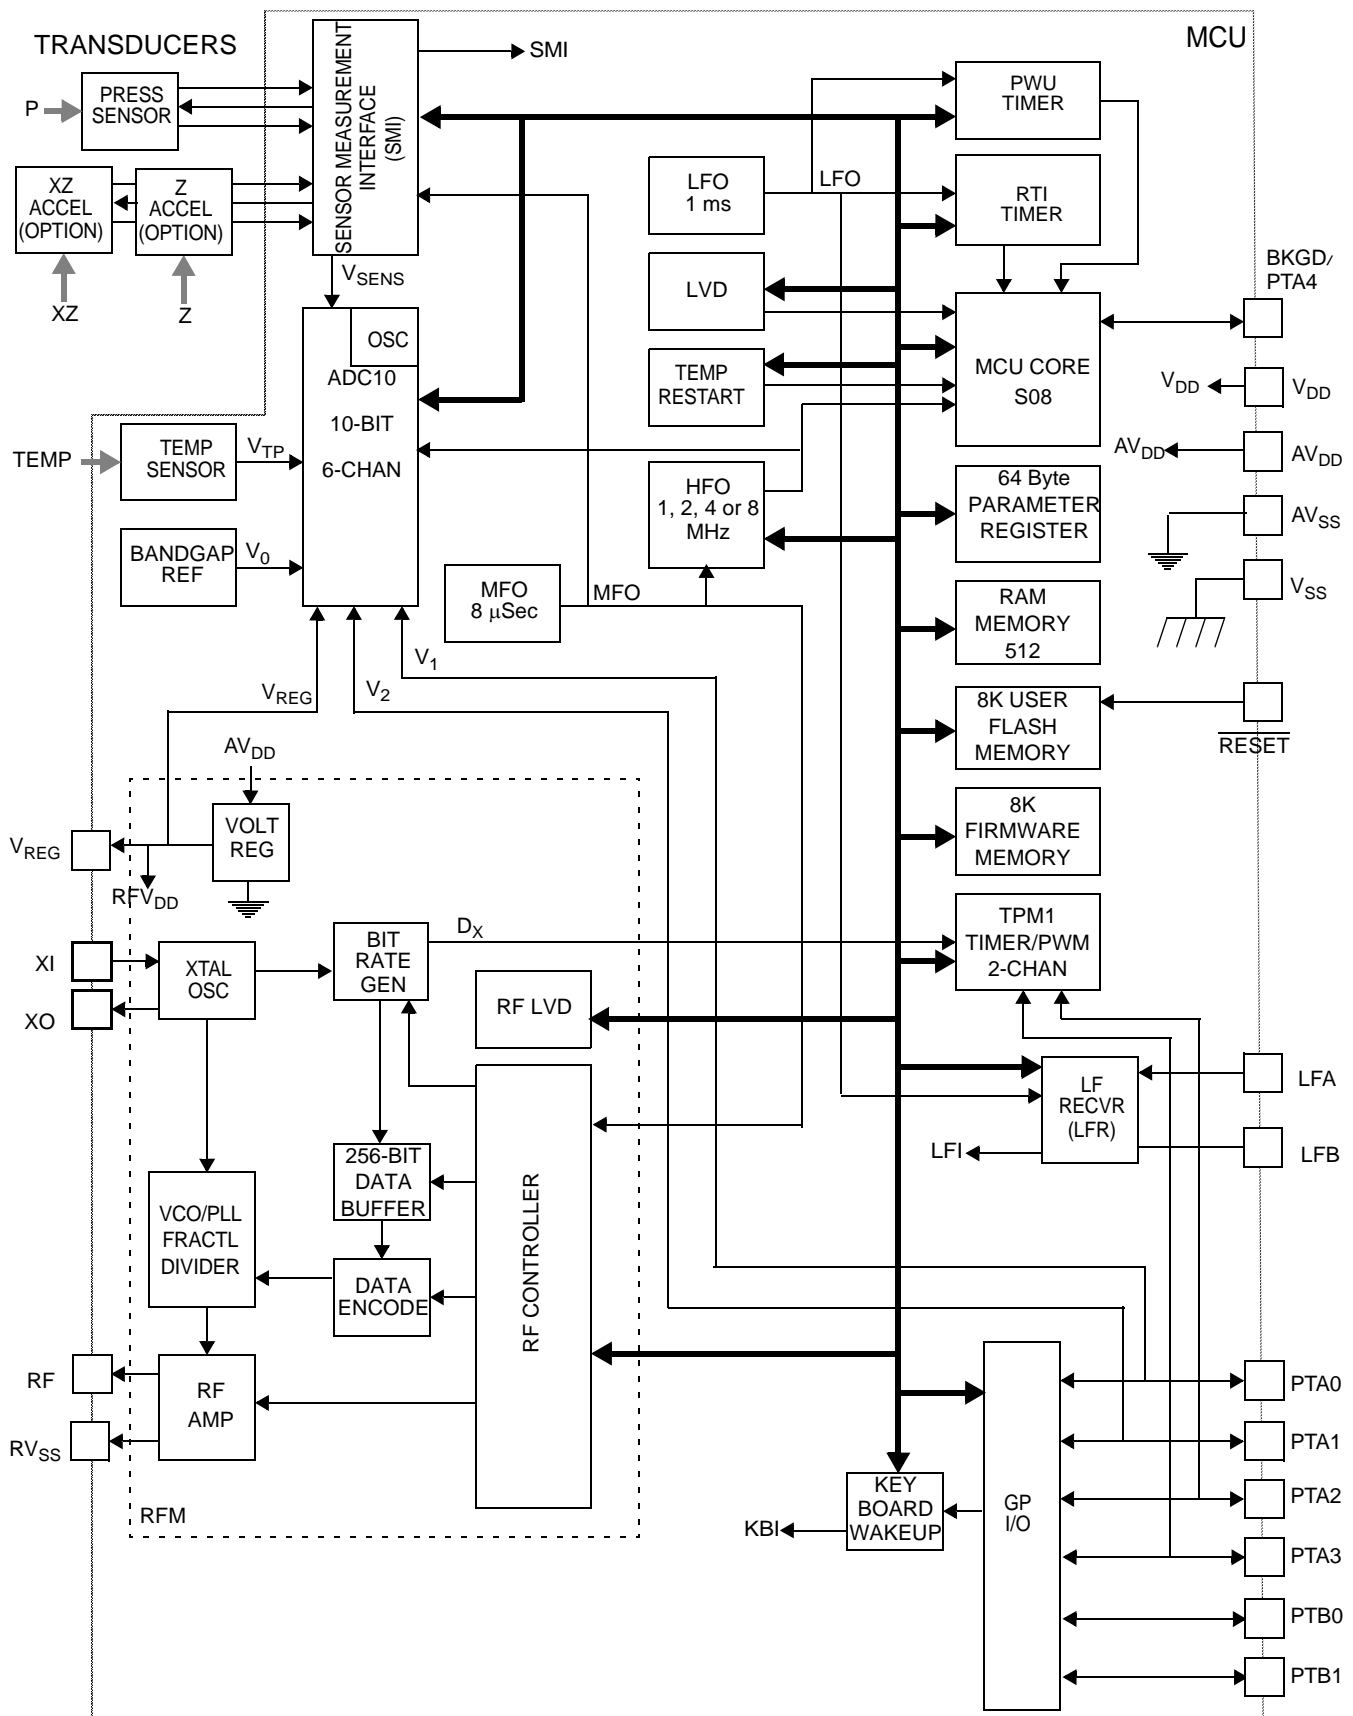 TRANSDUCERS
MCU
P
PRESS
SENSOR
SENSOR MEASUREMENT
INTERFACE
(SMI)
SMI
XZ
ACCEL
(OPTION)
Z
ACCEL
(OPTION)
XZ
Z
VSENS
PWU
TIMER
LFO
1 ms
LFO
RTI
TIMER
BKGD/
PTA4
LVD
OSC
ADC10
10-BIT
6-CHAN
TEMP
RESTART
MCU CORE
S08
VDD
VDD
TEMP
TEMP
SENSOR
VTP
AVDD
AVDD
HFO
1, 2, 4 or 8
MHz
64 Byte
PARAMETER
REGISTER
AVSS
BANDGAP
REF
V0
MFO
8 μSec
MFO
RAM
MEMORY
512
VSS
V1
V2
VREG
8K USER
FLASH
MEMORY
RESET
AVDD
VREG
VOLT
REG
RFVDD
8K
FIRMWARE
MEMORY
XI
XO
XTAL
OSC
BIT
RATE
GEN
DX
TPM1
TIMER/PWM
2-CHAN
RF LVD
LF
RECVR
(LFR)
LFA
LFI
LFB
256-BIT
DATA
BUFFER
VCO/PLL
FRACTL
DIVIDER
DATA
ENCODE
RF CONTROLLER
RF
RVSS
RF
AMP
RFM
KEY
BOARD
WAKEUP
KBI
GP
I/O
PTA0
PTA1
PTA2
PTA3
PTB0
PTB1